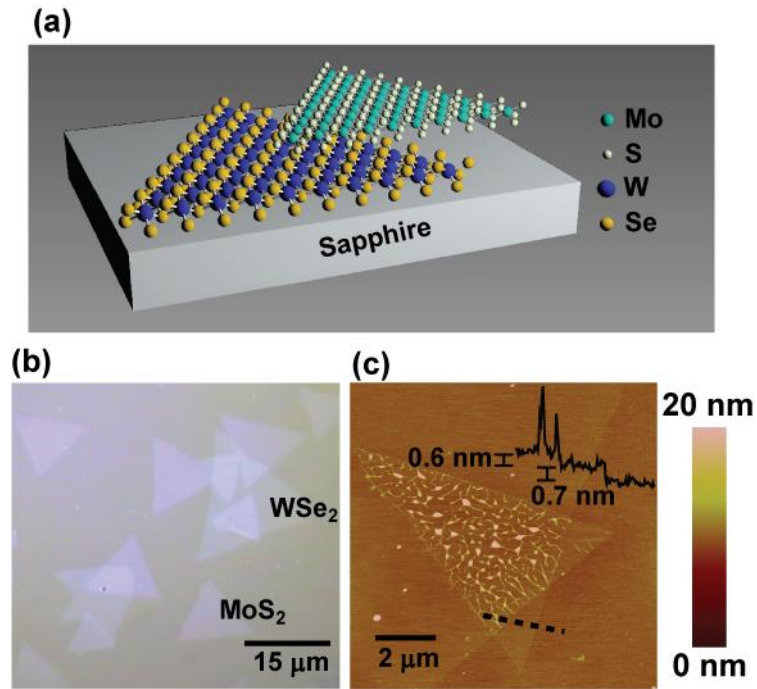 (a)
Mo
S
W
Se
Sapphire
(b)
WSe₂
MoS₂
15 μm
(c)
0.6 nm
0.7 nm
2 μm
20 nm
0 nm